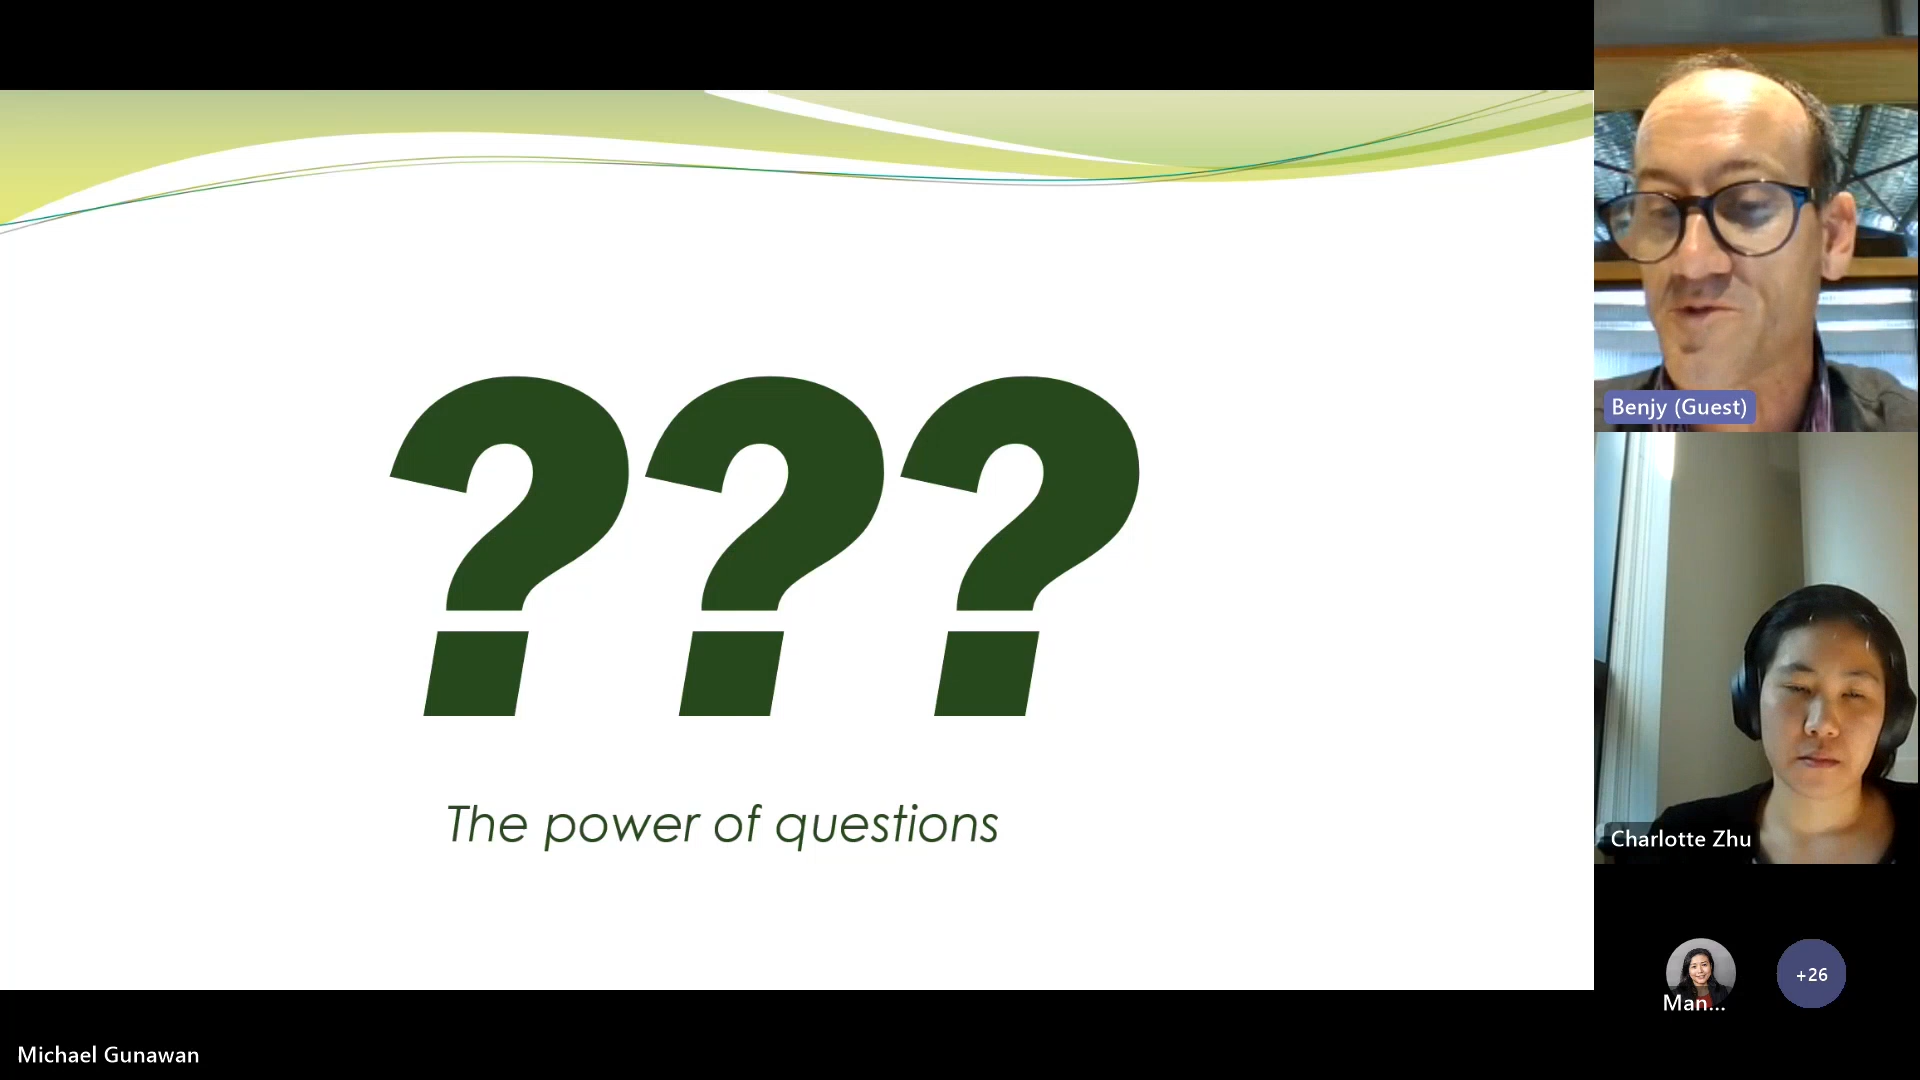 ???
The power of questions
Benjy (Guest)
Charlotte Zhu
Man...
+26
Michael Gunawan